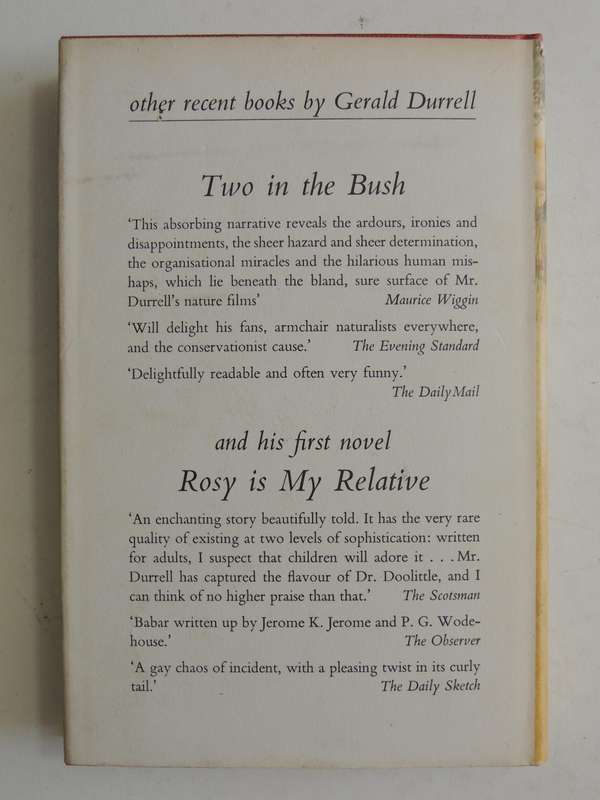 other recent books by Gerald Durrell
Two in the Bush
‘This absorbing narrative reveals the ardours, ironies and
disappointments, the sheer hazard and sheer determination,
the organisational miracles and the hilarious human mis-
haps, which lie beneath the bland, sure surface of Mr.
Durrell’s nature films’ Maurice Wiggin
‘Will delight his fans, armchair naturalists everywhere,
and the conservationist cause.’ The Evening Standard
‘Delightfully readable and often very funny.’
The Daily Mail
and his first novel
Rosy is My Relative
‘An enchanting story beautifully told. It has the very rare
quality of existing at two levels of sophistication: written
for adults, I suspect that children will adore it . . . Mr.
Durrell has captured the flavour of Dr. Doolittle, and I
can think of no higher praise than that.’ The Scotsman
‘Babar written up by Jerome K. Jerome and P. G. Wode-
house.’ The Observer
‘A gay chaos of incident, with a pleasing twist in its curly
tail.’ The Daily Sketch